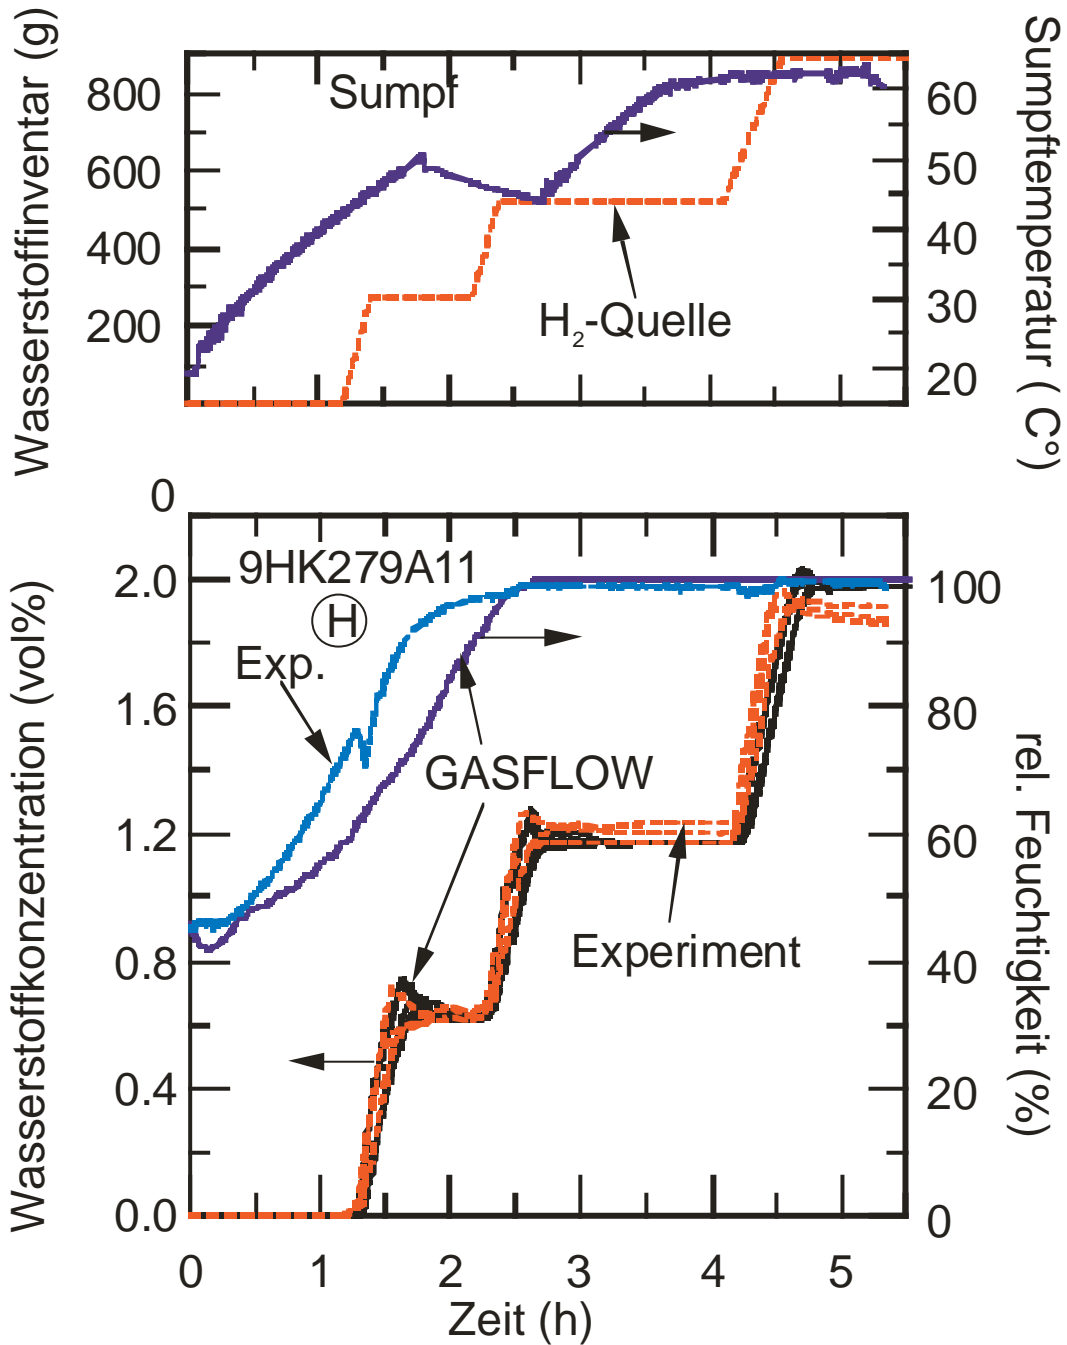 Wasserstoffinventar (g)
800
600
400
200
0
Sumpf
H2-Quelle
60
50
40
30
20
Sumpftemperatur ( C°)
Wasserstoffkonzentration (vol%)
2.0
1.6
1.2
0.8
0.4
0.0
9HK279A11
H
Exp.
GASFLOW
Experiment
100
80
60
40
20
0
rel. Feuchtigkeit (%)
0 1 2 3 4 5
Zeit (h)